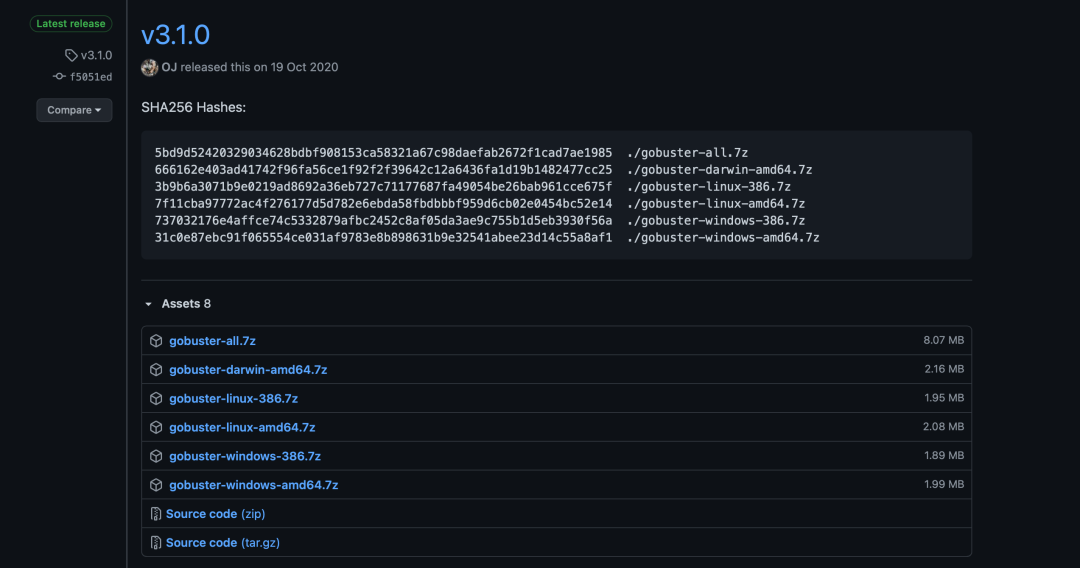 Latest release
v3.1.0
f5051ed
Compare
v3.1.0
OJ released this on 19 Oct 2020
SHA256 Hashes:
5bd9d52420329034628bdbf908153ca58321a67c98daefab2672f1cad7ae1985 ./gobuster-all.7z
666162e403ad41742f96fa56ce1f92f2f39642c12a6436fa1d19b1482477cc25 ./gobuster-darwin-amd64.7z
3b9b6a3071b9e0219ad8692a36eb727c71177687fa49054be26bab961cce675f ./gobuster-linux-386.7z
7f11cba97772ac4f276177d5d782e6ebda58fbdbbbf959d6cb02e0454bc52e14 ./gobuster-linux-amd64.7z
737032176e4affce74c5332879afbc2452c8af05da3ae9c755b1d5eb3930f56a ./gobuster-windows-386.7z
31c0e87ebc91f065554ce031af9783e8b898631b9e32541abee23d14c55a8af1 ./gobuster-windows-amd64.7z
Assets 8
gobuster-all.7z 8.07 MB
gobuster-darwin-amd64.7z 2.16 MB
gobuster-linux-386.7z 1.95 MB
gobuster-linux-amd64.7z 2.08 MB
gobuster-windows-386.7z 1.89 MB
gobuster-windows-amd64.7z 1.99 MB
Source code (zip)
Source code (tar.gz)